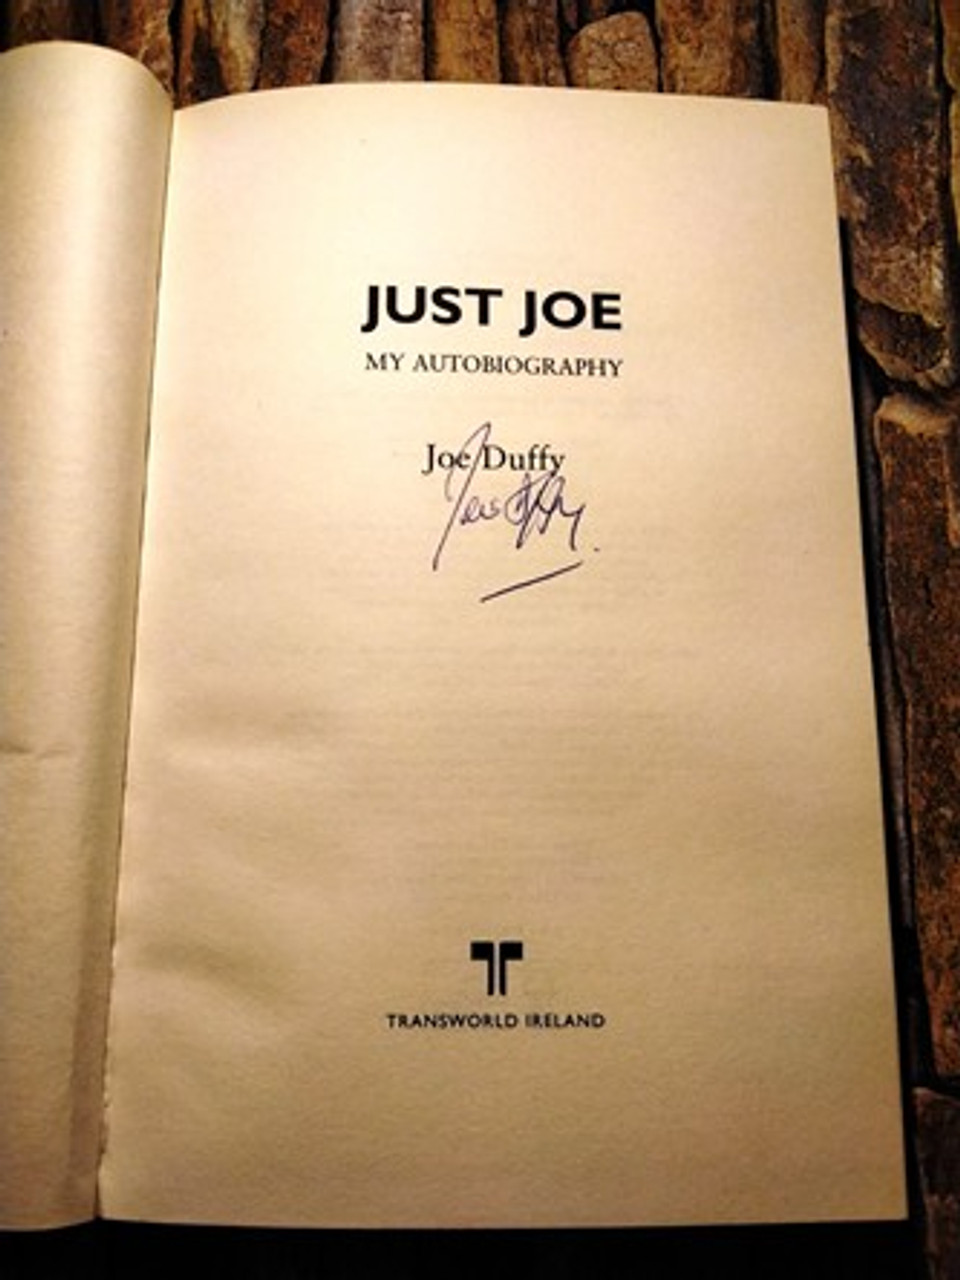 JUST JOE
MY AUTOBIOGRAPHY
Joe Duffy
TRANSWORLD IRELAND